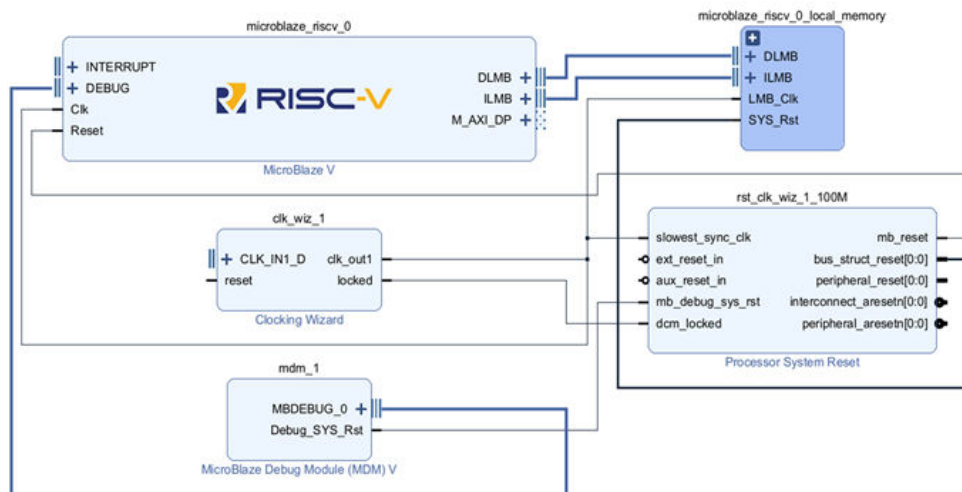 microblaze_riscv_0
INTERRUPT
DEBUG
Clk
Reset
RISC-V
DLMB
ILMB
M_AXI_DP
MicroBlaze V
microblaze_riscv_0_local_memory
DLMB
ILMB
LMB_Clk
SYS_Rst
clk_wiz_1
CLK_IN1_D
reset
clk_out1
locked
Clocking Wizard
rst_clk_wiz_1_100M
slowest_sync_clk
ext_reset_in
aux_reset_in
mb_debug_sys_rst
dcm_locked
mb_reset
bus_struct_reset[0:0]
peripheral_reset[0:0]
interconnect_aresetn[0:0]
peripheral_aresetn[0:0]
Processor System Reset
mdm_1
MBDEBUG_0
Debug_SYS_Rst
MicroBlaze Debug Module (MDM) V